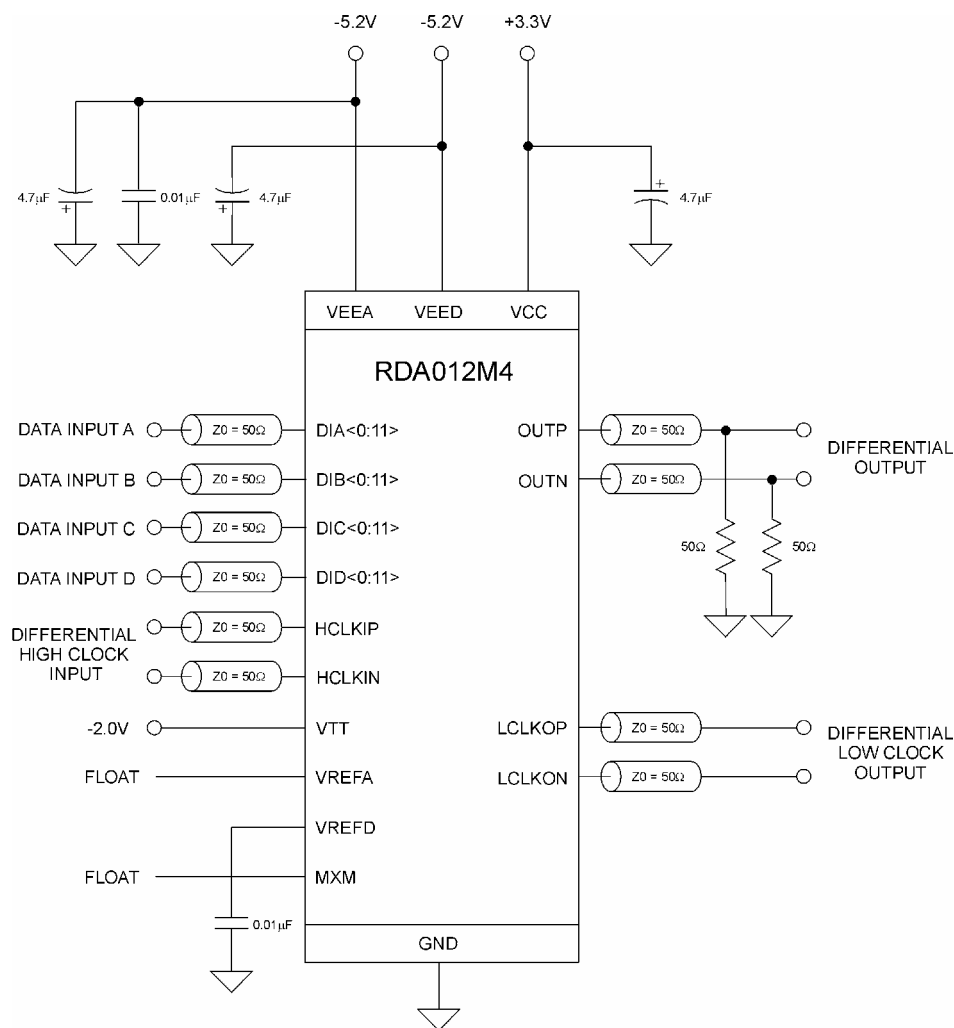 -5.2V -5.2V +3.3V
4.7µF + 0.01µF + 4.7µF + 4.7µF
VEEA VEED VCC
RDA012M4
DATA INPUT A Z0 = 50Ω DIA<0:11> OUTP Z0 = 50Ω
DIFFERENTIAL
OUTPUT
DATA INPUT B Z0 = 50Ω DIB<0:11> OUTN Z0 = 50Ω
DATA INPUT C Z0 = 50Ω DIC<0:11>
50Ω 50Ω
DATA INPUT D Z0 = 50Ω DID<0:11>
Z0 = 50Ω HCLKIP
DIFFERENTIAL
HIGH CLOCK
INPUT
Z0 = 50Ω HCLKIN
-2.0V VTT LCLKOP Z0 = 50Ω
DIFFERENTIAL
LOW CLOCK
OUTPUT
FLOAT VREFA LCLKON Z0 = 50Ω
VREFD
FLOAT MXM
0.01µF
GND